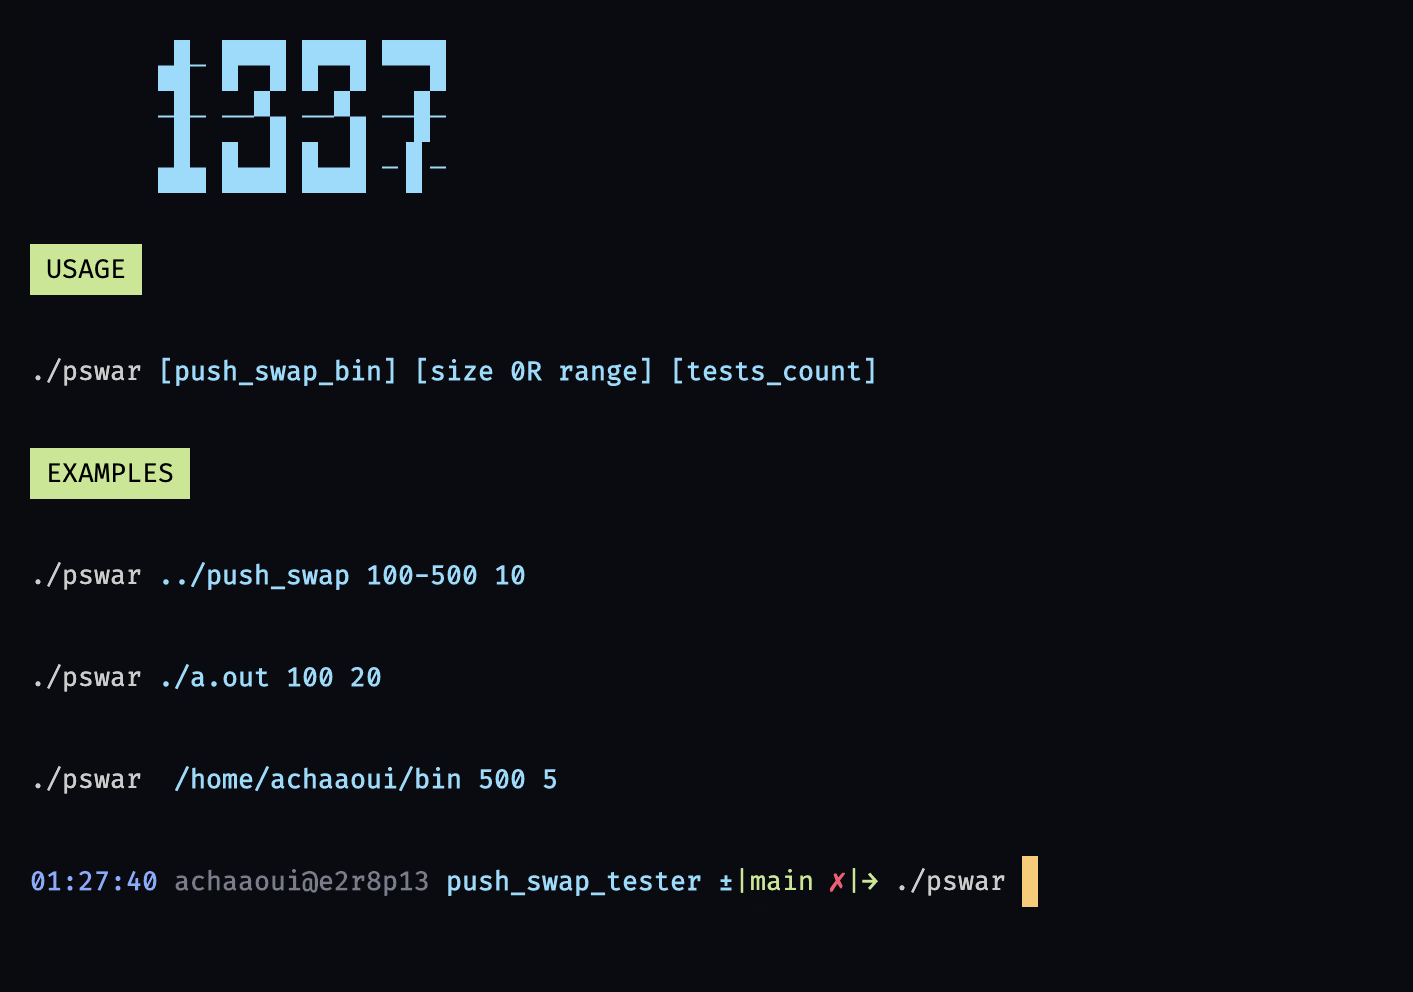 1337
USAGE
./pswar [push_swap_bin] [size 0R range] [tests_count]
EXAMPLES
./pswar ../push_swap 100-500 10
./pswar ./a.out 100 20
./pswar  /home/achaaoui/bin 500 5
01:27:40 achaaoui@e2r8p13 push_swap_tester ±|main ✗|→ ./pswar